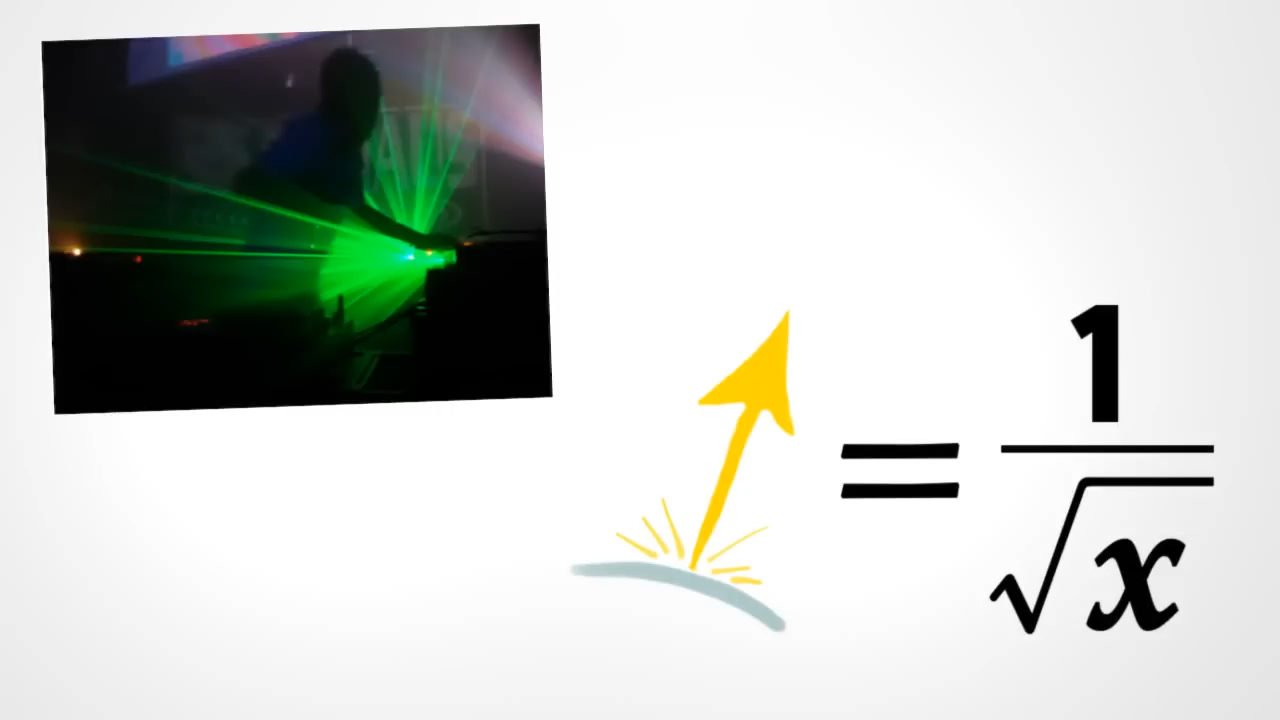 = 1/√x